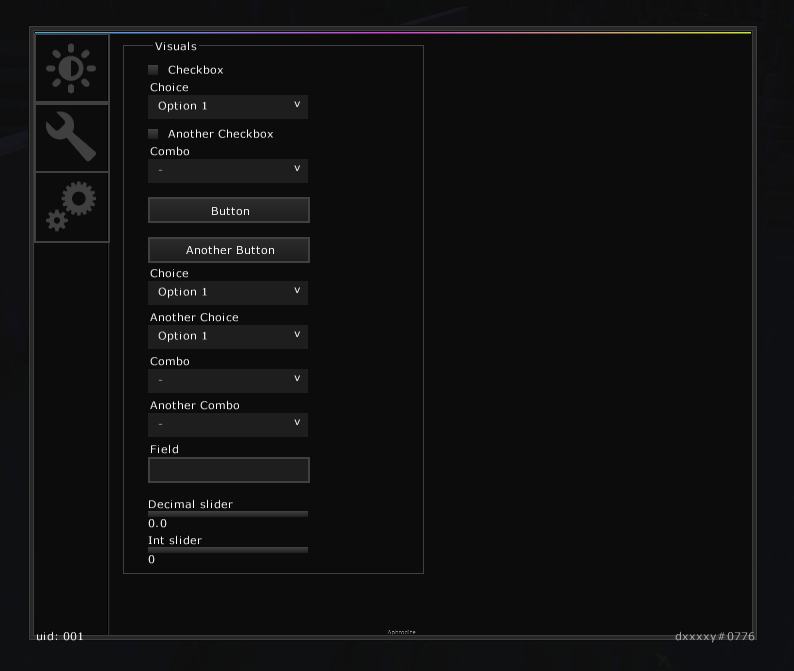 Visuals
Checkbox
Choice
Option 1 v
Another Checkbox
Combo
- v
Button
Another Button
Choice
Option 1 v
Another Choice
Option 1 v
Combo
- v
Another Combo
- v
Field
Decimal slider
0.0
Int slider
0
uid: 001
dxxxxy#0776